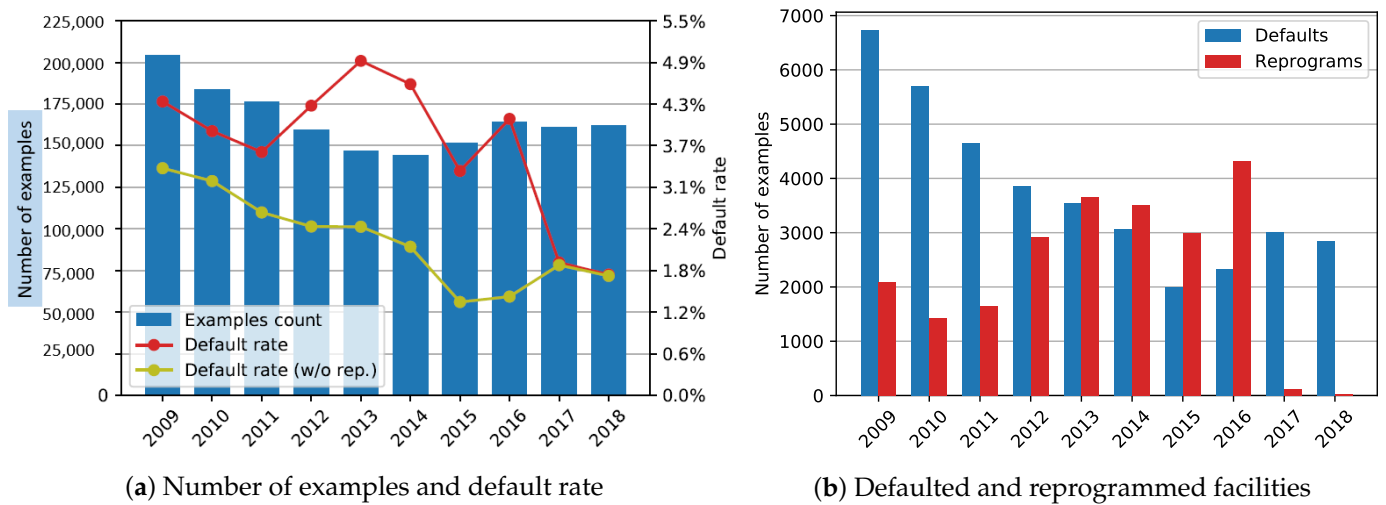 225,000
200,000
175,000
150,000
125,000
100,000
75,000
50,000
25,000
0
Number of examples
5.5%
4.9%
4.3%
3.7%
3.1%
2.4%
1.8%
1.2%
0.6%
0.0%
Default rate
Examples count
Default rate
Default rate (w/o rep.)
2009 2010 2011 2012 2013 2014 2015 2016 2017 2018
(a) Number of examples and default rate
7000
6000
5000
4000
3000
2000
1000
0
Number of examples
Defaults
Reprograms
2009 2010 2011 2012 2013 2014 2015 2016 2017 2018
(b) Defaulted and reprogrammed facilities